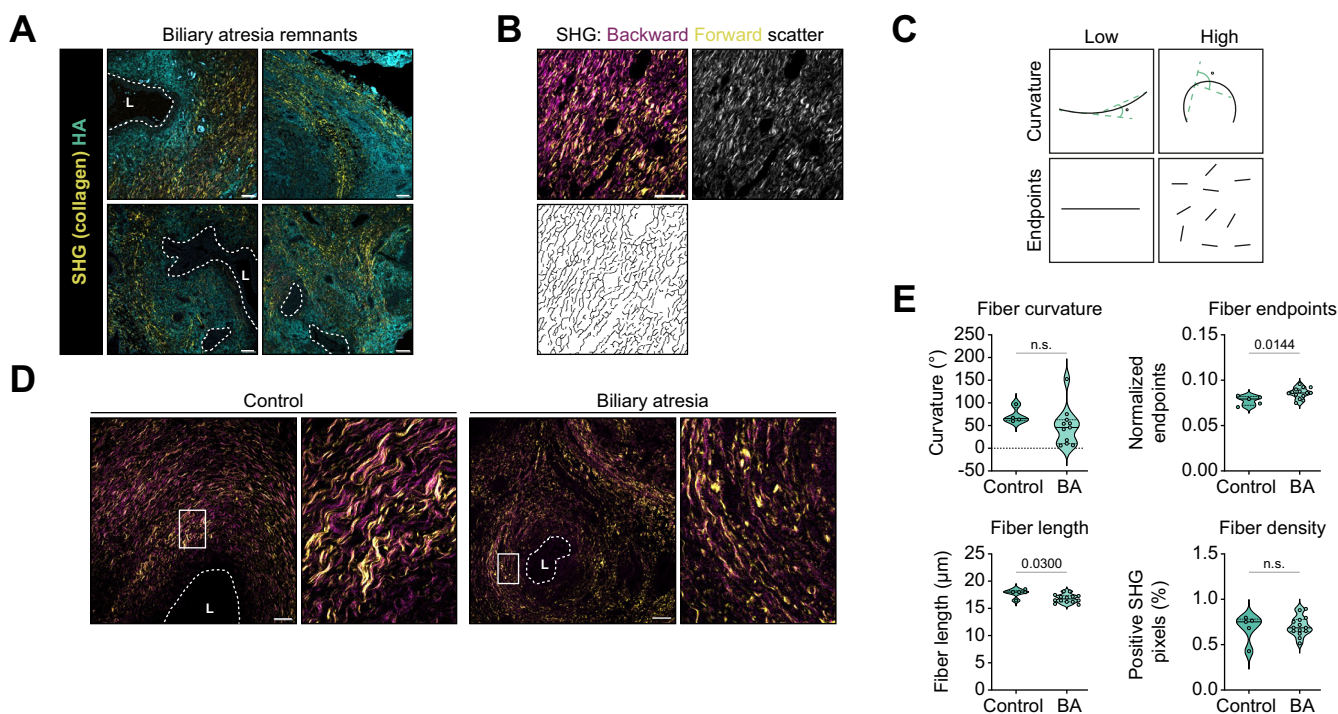 A
Biliary atresia remnants
SHG (collagen) HA
L
L
B
SHG: Backward Forward scatter
C
Low
High
Curvature
°
°
Endpoints
D
Control
Biliary atresia
L
L
E
Fiber curvature
Curvature (°)
250
200
150
100
50
0
-50
n.s.
Control
BA
Fiber endpoints
Normalized
endpoints
0.15
0.10
0.05
0.00
0.0144
Control
BA
Fiber length
Fiber length (µm)
25
20
15
10
5
0
0.0300
Control
BA
Fiber density
Positive SHG
pixels (%)
1.5
1.0
0.5
0.0
n.s.
Control
BA